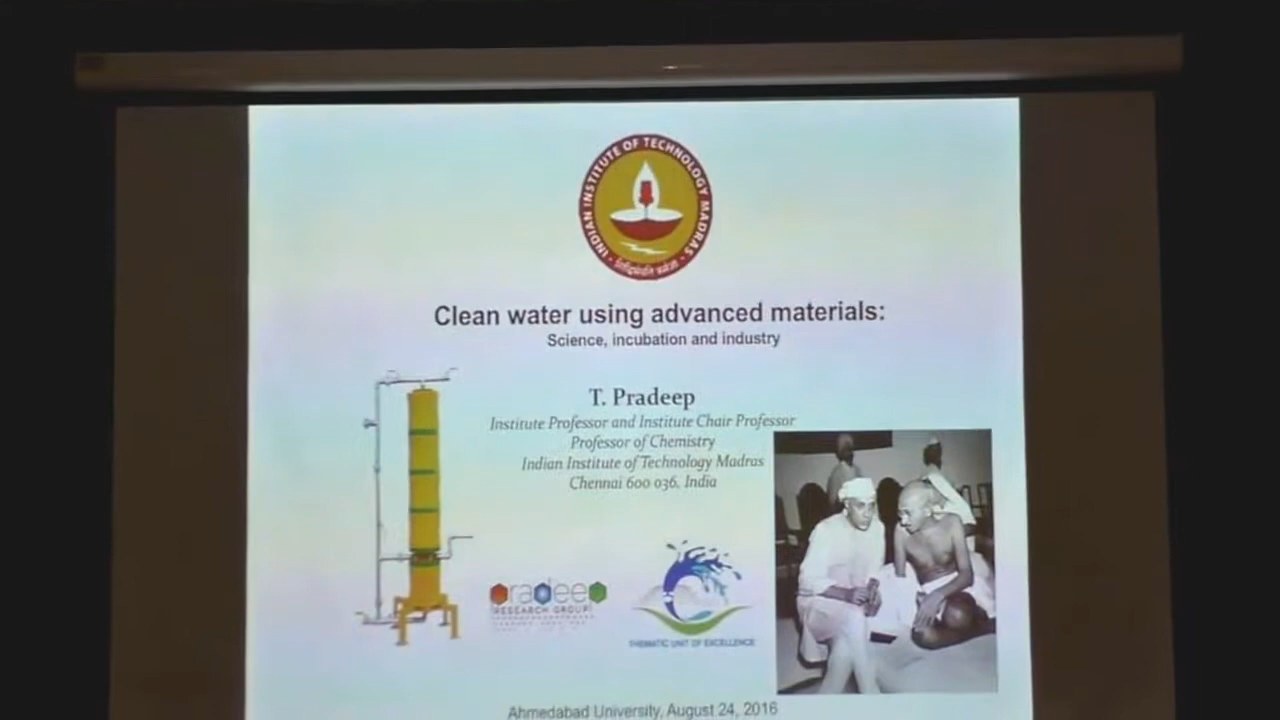 INDIAN INSTITUTE OF TECHNOLOGY MADRAS
Clean water using advanced materials:
Science, incubation and industry
T. Pradeep
Institute Professor and Institute Chair Professor
Professor of Chemistry
Indian Institute of Technology Madras
Chennai 600 036, India
pradeep
RESEARCH GROUP
THEMATIC UNIT OF EXCELLENCE
Ahmedabad University, August 24, 2016